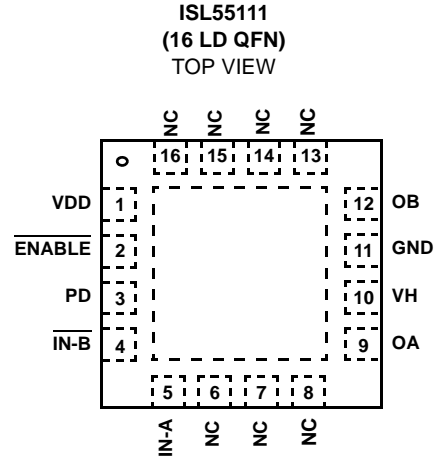 ISL55111
(16 LD QFN)
TOP VIEW
NC NC NC NC
16 15 14 13
VDD 1 12 OB
ENABLE 2 11 GND
PD 3 10 VH
IN-B 4 9 OA
5 6 7 8
IN-A NC NC NC